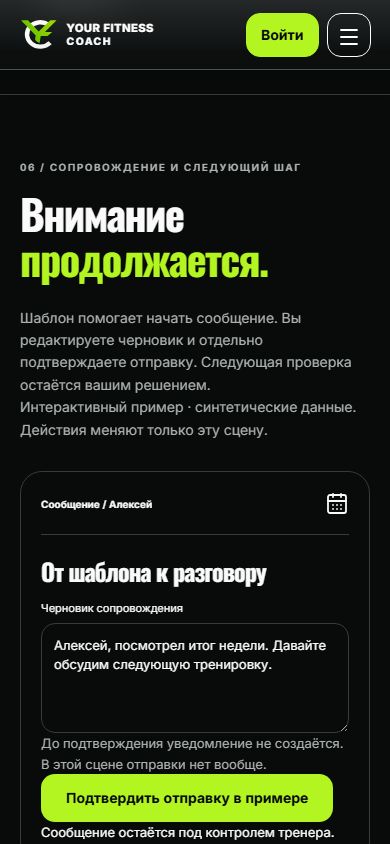 YOUR FITNESS
COACH
Войти
06 / СОПРОВОЖДЕНИЕ И СЛЕДУЮЩИЙ ШАГ
Внимание
продолжается.
Шаблон помогает начать сообщение. Вы
редактируете черновик и отдельно
подтверждаете отправку. Следующая проверка
остаётся вашим решением.
Интерактивный пример · синтетические данные.
Действия меняют только эту сцену.
Сообщение / Алексей
От шаблона к разговору
Черновик сопровождения
Алексей, посмотрел итог недели. Давайте
обсудим следующую тренировку.
До подтверждения уведомление не создаётся.
В этой сцене отправки нет вообще.
Подтвердить отправку в примере
Сообщение остаётся под контролем тренера.